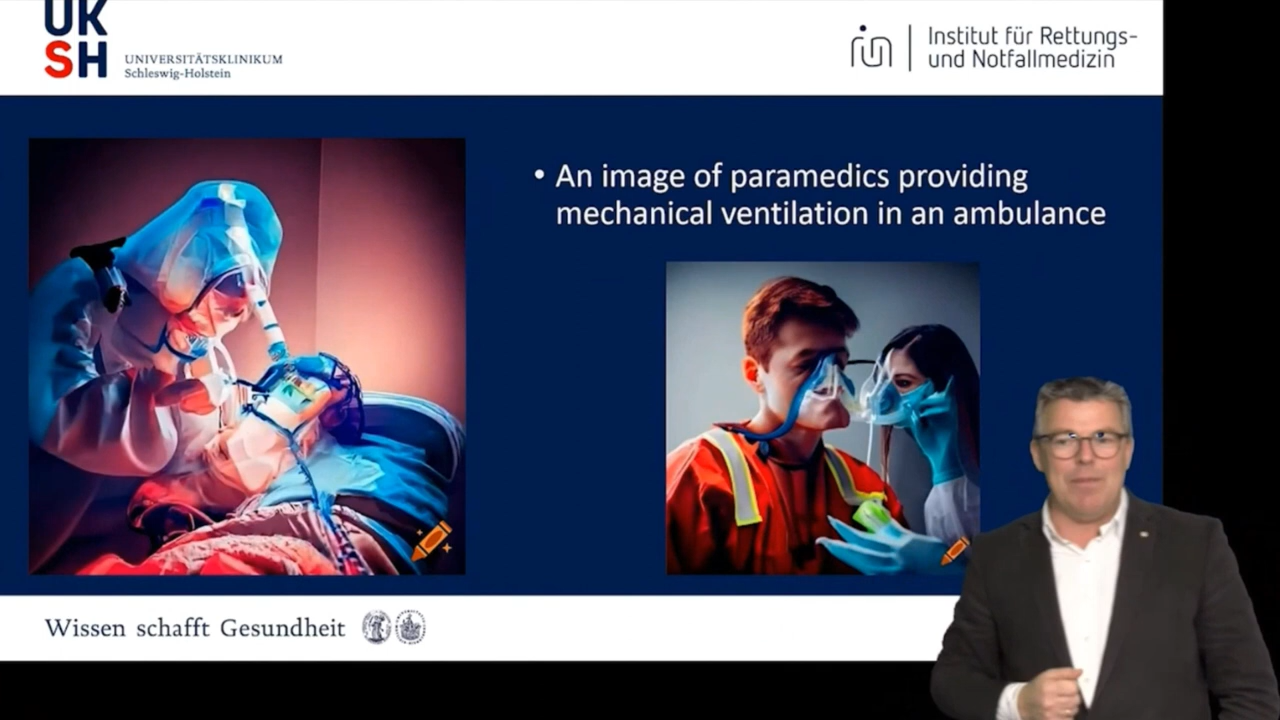 UK
SH
UNIVERSITÄTSKLINIKUM
Schleswig-Holstein
Institut für Rettungs-
und Notfallmedizin
• An image of paramedics providing
mechanical ventilation in an ambulance
Wissen schafft Gesundheit